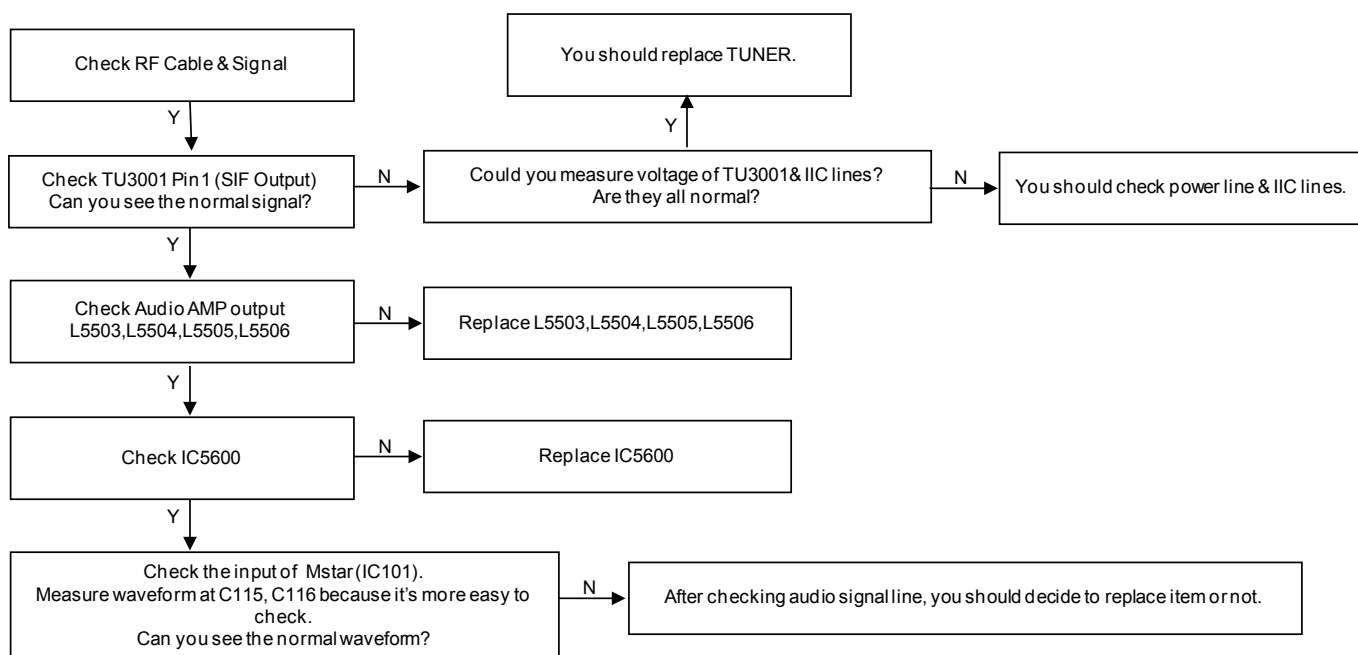 Check RF Cable & Signal
Y
Check TU3001 Pin 1 (SIF Output)
Can you see the normal signal?
N
Could you measure voltage of TU3001 & IIC lines?
Are they all normal?
Y
You should replace TUNER.
N
You should check power line & IIC lines.
Y
Check Audio AMP output
L5503,L5504,L5505,L5506
N
Replace L5503,L5504,L5505,L5506
Y
Check IC5600
N
Replace IC5600
Y
Check the input of Mstar(IC101).
Measure waveform at C115, C116 because it's more easy to
check.
Can you see the normal waveform?
N
After checking audio signal line, you should decide to replace item or not.